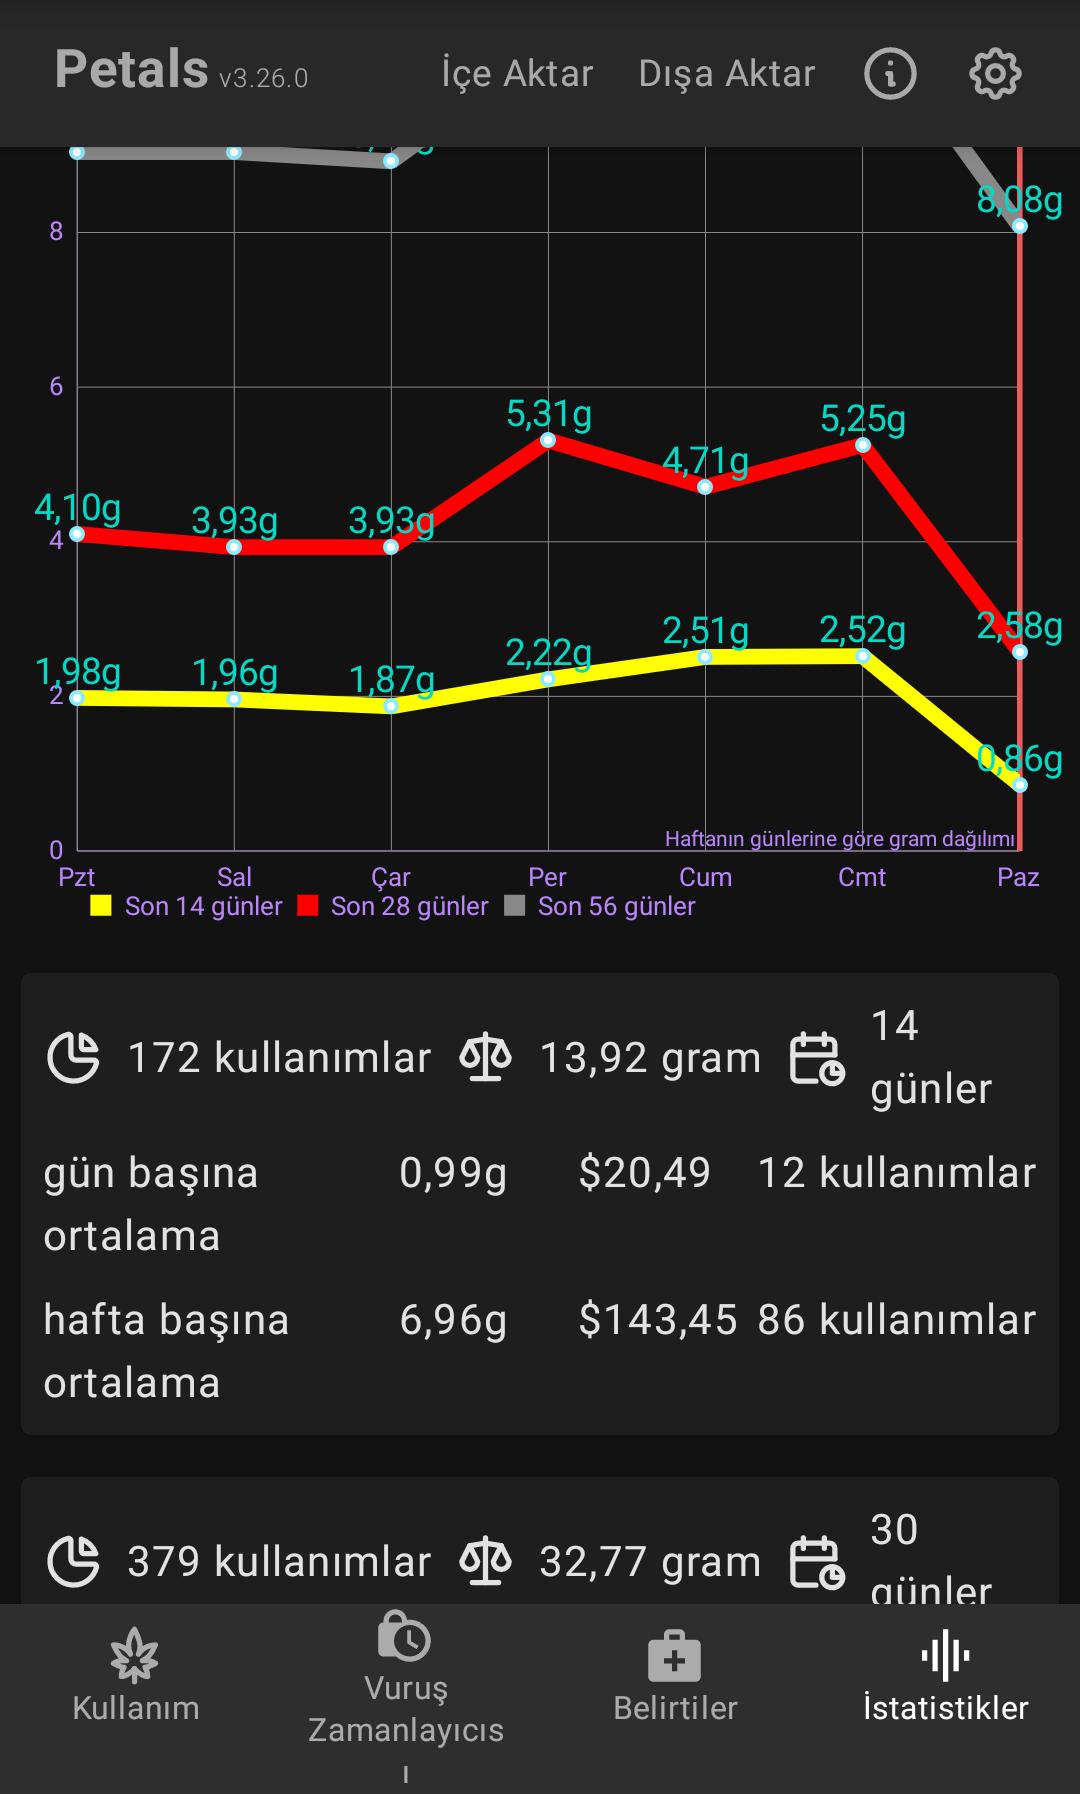 Petals v3.26.0 İçe Aktar Dışa Aktar
8,08g
8
6
5,31g
5,25g
4,71g
4,10g
3,93g
3,93g
4
2,58g
2,51g
2,52g
2,22g
1,98g
1,96g
1,87g
2
0,86g
Haftanın günlerine göre gram dağılımı
0
Pzt Sal Çar Per Cum Cmt Paz
Son 14 günler Son 28 günler Son 56 günler
172 kullanımlar 13,92 gram 14 günler
gün başına ortalama 0,99g $20,49 12 kullanımlar
hafta başına ortalama 6,96g $143,45 86 kullanımlar
379 kullanımlar 32,77 gram 30 günler
Kullanım
Vuruş
Zamanlayıcıs
ı
Belirtiler
İstatistikler